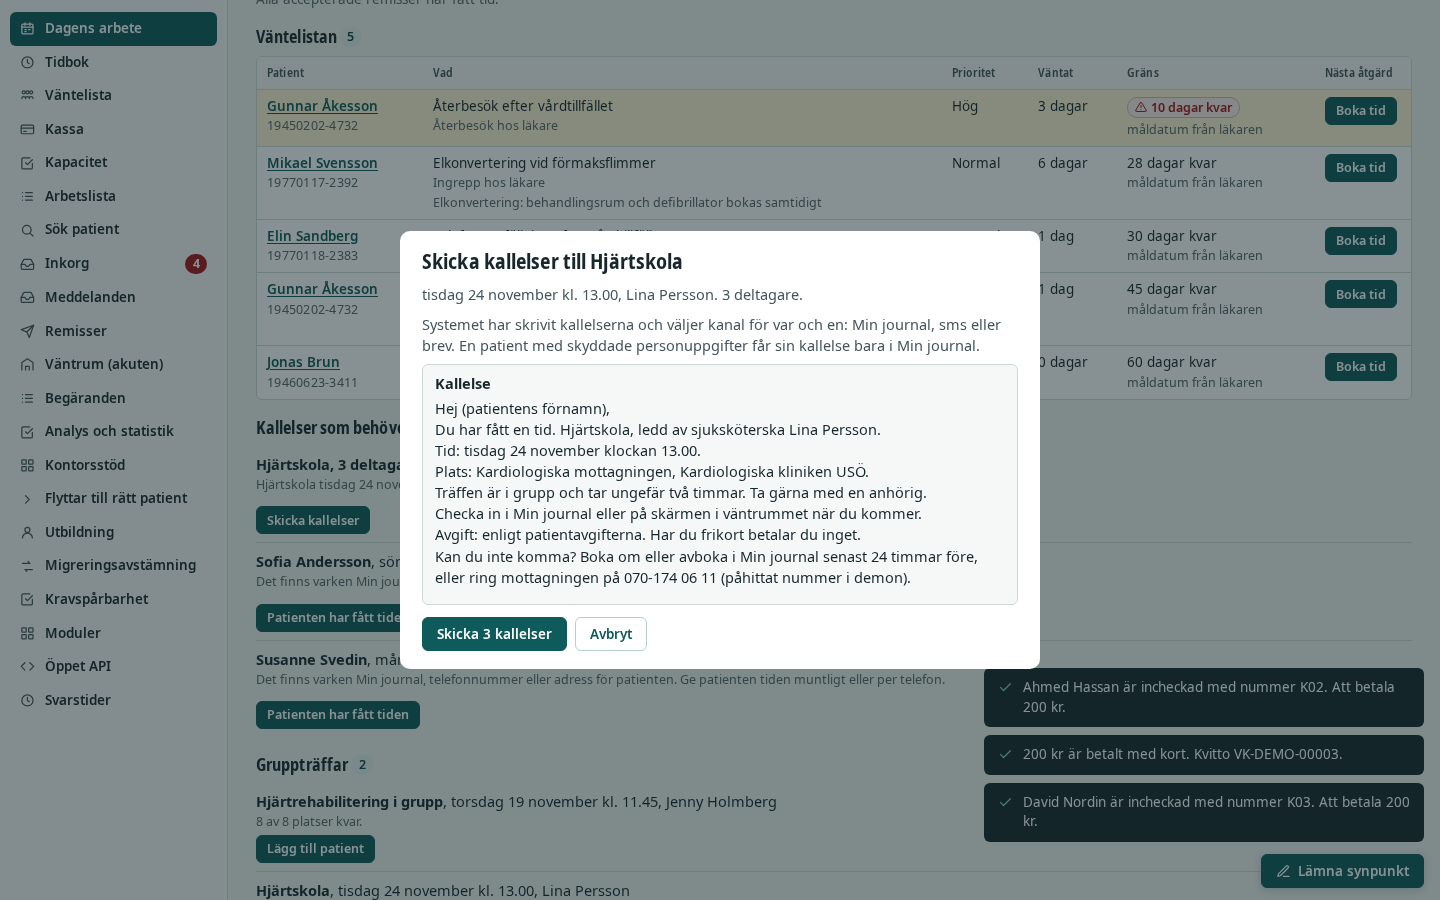 Dagens arbete
Tidbok
Väntelista
Kassa
Kapacitet
Arbetslista
Sök patient
Inkorg 4
Meddelanden
Remisser
Väntrum (akuten)
Begäranden
Analys och statistik
Kontorsstöd
Flyttar till rätt patient
Utbildning
Migreringsavstämning
Kravspårbarhet
Moduler
Öppet API
Svarstider
Väntelistan 5
Patient Vad Prioritet Väntat Gräns Nästa åtgärd
Gunnar Åkesson Återbesök efter vårdtillfället Hög 3 dagar 10 dagar kvar Boka tid
19450202-4732 Återbesök hos läkare måldatum från läkaren
Mikael Svensson Elkonvertering vid förmaksflimmer Normal 6 dagar 28 dagar kvar Boka tid
19770117-2392 Ingrepp hos läkare måldatum från läkaren
Elkonvertering: behandlingsrum och defibrillator bokas samtidigt
Elin Sandberg 1 dag 30 dagar kvar Boka tid
19770118-2383 måldatum från läkaren
Gunnar Åkesson 1 dag 45 dagar kvar Boka tid
19450202-4732 måldatum från läkaren
Jonas Brun 0 dagar 60 dagar kvar Boka tid
19460623-3411 måldatum från läkaren
Kallelser som behöv
Hjärtskola, 3 deltaga
Hjärtskola tisdag 24 nove
Skicka kallelser
Sofia Andersson, sön
Det finns varken Min jou
Patienten har fått tide
Susanne Svedin, mån
Det finns varken Min journal, telefonnummer eller adress för patienten. Ge patienten tiden muntligt eller per telefon.
Patienten har fått tiden
Gruppträffar 2
Hjärtrehabilitering i grupp, torsdag 19 november kl. 11.45, Jenny Holmberg
8 av 8 platser kvar.
Lägg till patient
Hjärtskola, tisdag 24 november kl. 13.00, Lina Persson
Skicka kallelser till Hjärtskola
tisdag 24 november kl. 13.00, Lina Persson. 3 deltagare.
Systemet har skrivit kallelserna och väljer kanal för var och en: Min journal, sms eller
brev. En patient med skyddade personuppgifter får sin kallelse bara i Min journal.
Kallelse
Hej (patientens förnamn),
Du har fått en tid. Hjärtskola, ledd av sjuksköterska Lina Persson.
Tid: tisdag 24 november klockan 13.00.
Plats: Kardiologiska mottagningen, Kardiologiska kliniken USÖ.
Träffen är i grupp och tar ungefär två timmar. Ta gärna med en anhörig.
Checka in i Min journal eller på skärmen i väntrummet när du kommer.
Avgift: enligt patientavgifterna. Har du frikort betalar du inget.
Kan du inte komma? Boka om eller avboka i Min journal senast 24 timmar före,
eller ring mottagningen på 070-174 06 11 (påhittat nummer i demon).
Skicka 3 kallelser Avbryt
Ahmed Hassan är incheckad med nummer K02. Att betala
200 kr.
200 kr är betalt med kort. Kvitto VK-DEMO-00003.
David Nordin är incheckad med nummer K03. Att betala 200
kr.
Lämna synpunkt